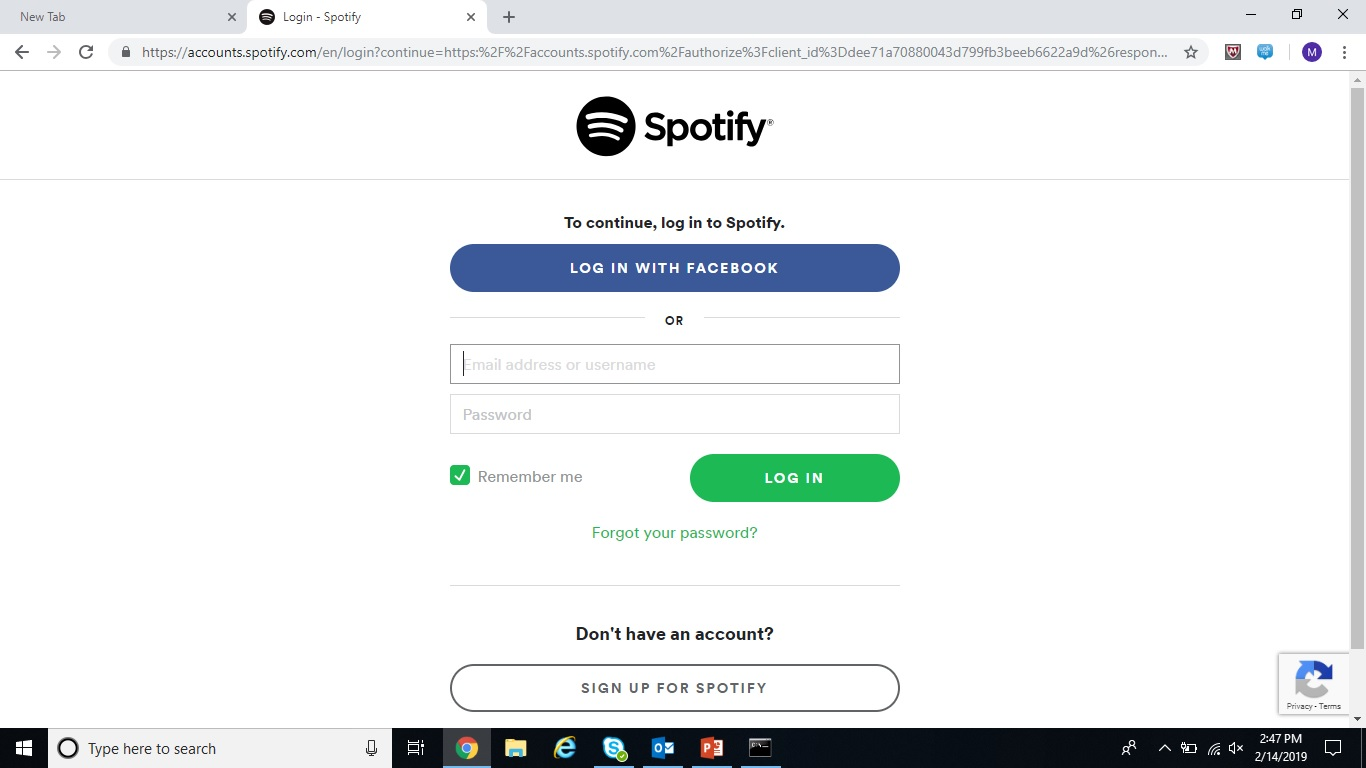 New Tab
Login - Spotify
https://accounts.spotify.com/en/login?continue=https:%2F%2Faccounts.spotify.com%2Fauthorize%3Fclient_id%3Ddee71a70880043d799fb3beeb6622a9d%26respon...
M
Spotify®
To continue, log in to Spotify.
LOG IN WITH FACEBOOK
OR
Email address or username
Password
Remember me
LOG IN
Forgot your password?
Don't have an account?
SIGN UP FOR SPOTIFY
Privacy - Terms
Type here to search
2:47 PM
2/14/2019